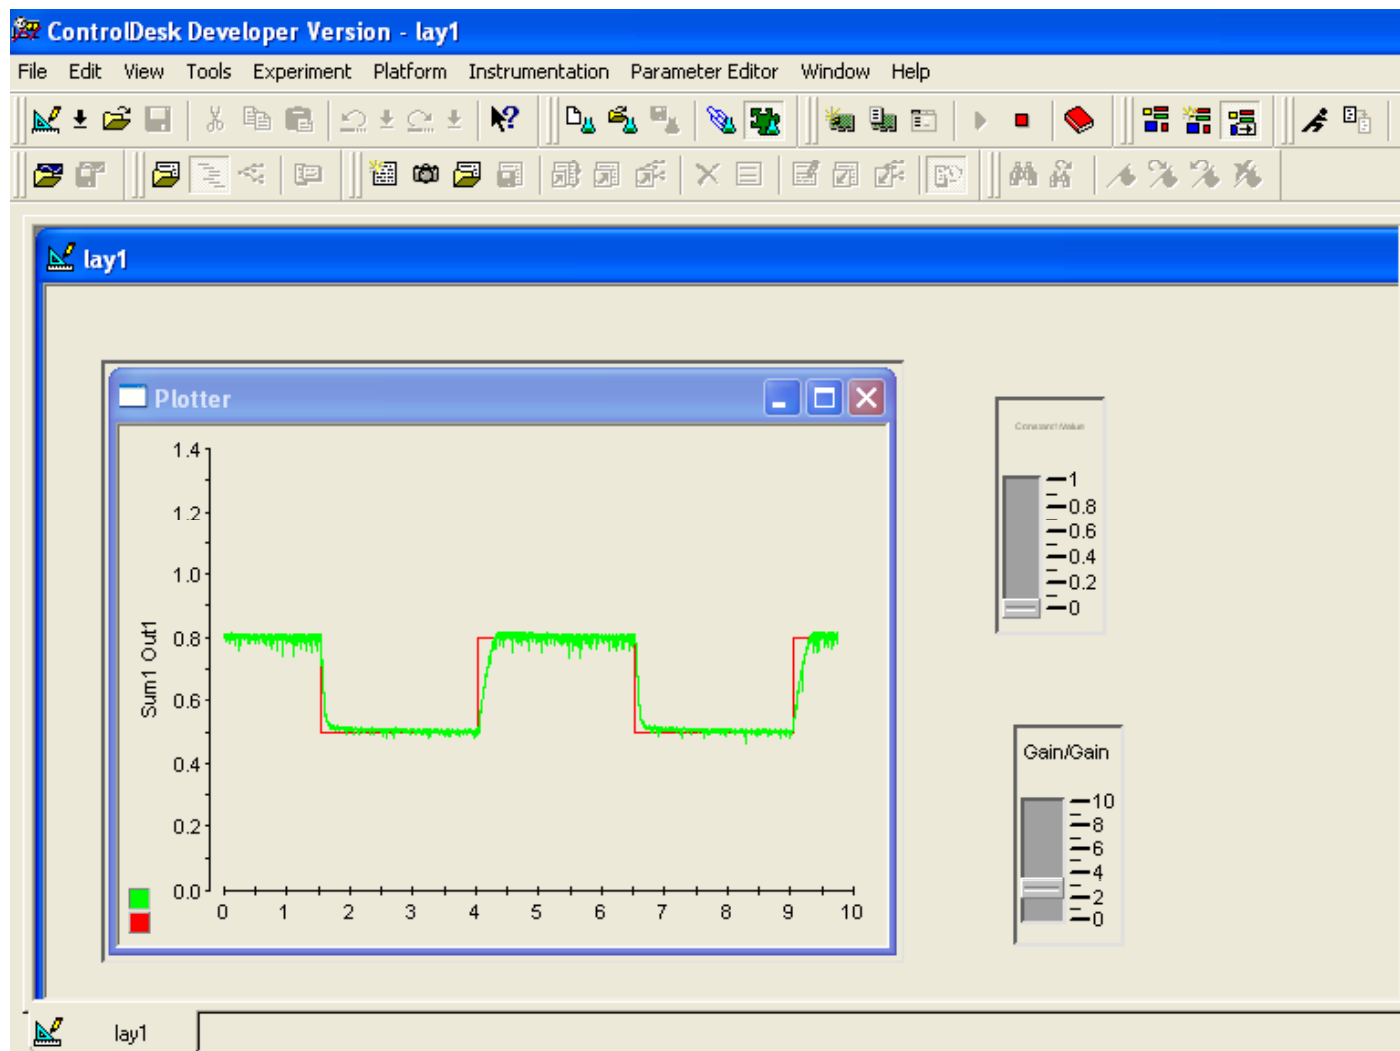 ControlDesk Developer Version - lay1
File Edit View Tools Experiment Platform Instrumentation Parameter Editor Window Help
lay1
Plotter
1.4
1.2
1.0
0.8
0.6
0.4
0.2
0.0
Sum1 Out1
0 1 2 3 4 5 6 7 8 9 10
Constant/Value
1
0.8
0.6
0.4
0.2
0
Gain/Gain
10
8
6
4
2
0
lay1